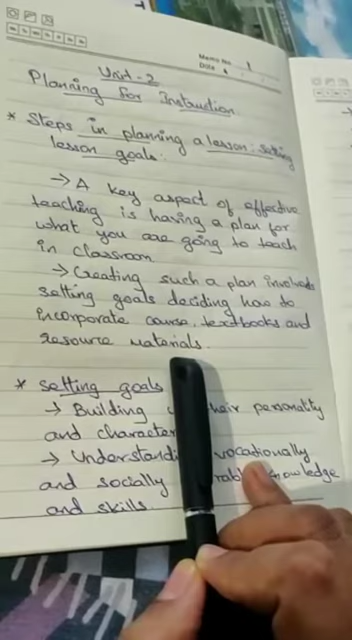 Memo No. 1
Date
Unit-2
Planning for Instruction
* Steps in planning a lesson: setting
lesson goals.
→ A key aspect of effective
teaching is having a plan for
what you are going to teach
in classroom
→ Creating such a plan involves
setting goals deciding how to
incorporate course, textbooks and
resource materials.
* Setting goals
→ Building their personality
and character
→ Understandi vocationally
and socially knowledge
and skills.